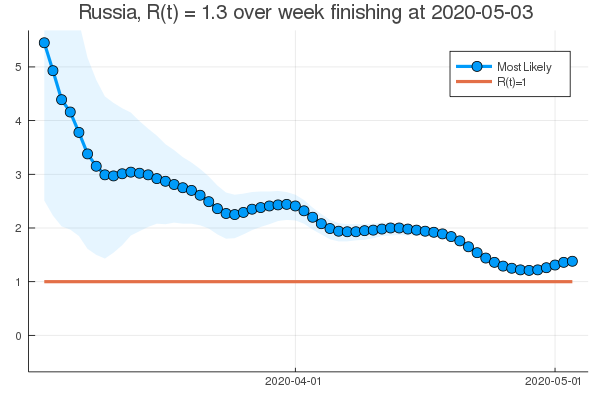 Russia, R(t) = 1.3 over week finishing at 2020-05-03
Most Likely
R(t)=1
5
4
3
2
1
0
2020-04-01
2020-05-01